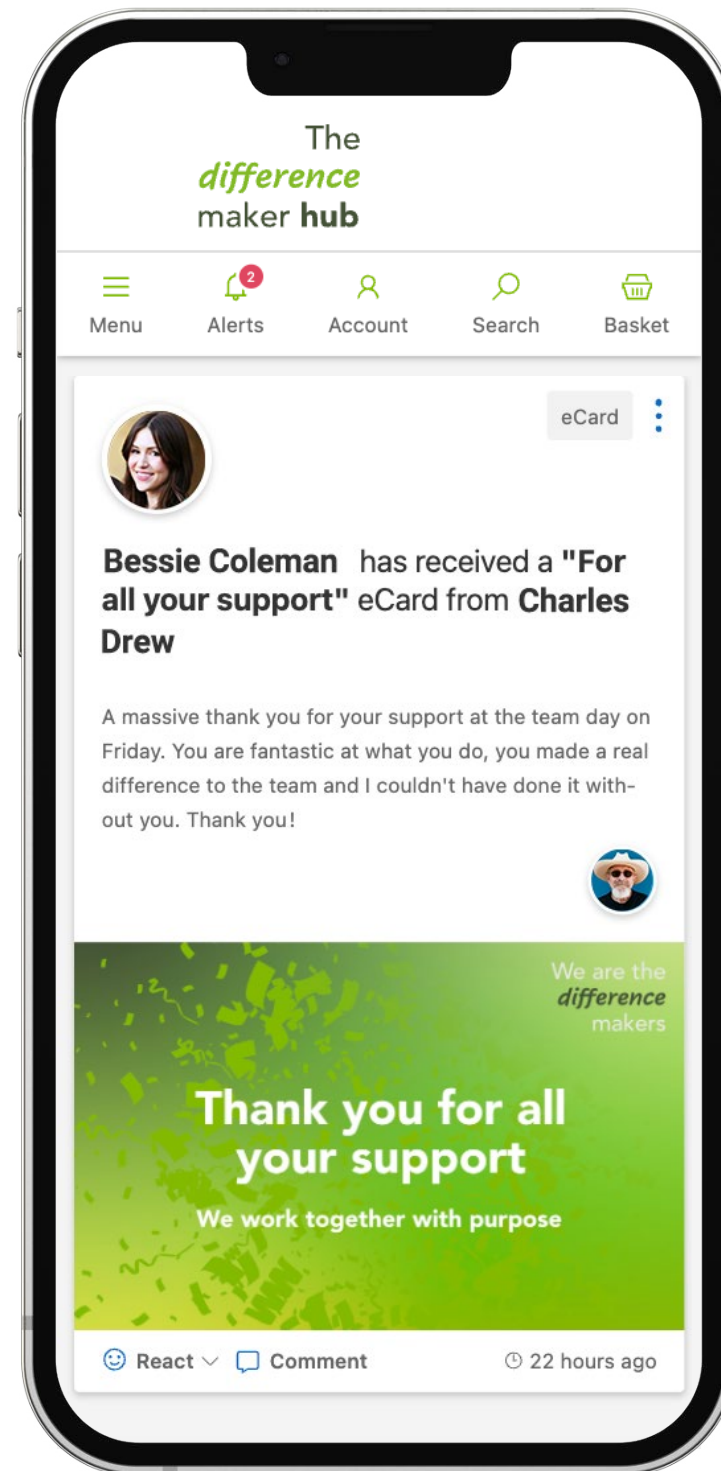 The
difference
maker hub
2
Menu Alerts Account Search Basket
eCard
Bessie Coleman has received a "For
all your support" eCard from Charles
Drew
A massive thank you for your support at the team day on
Friday. You are fantastic at what you do, you made a real
difference to the team and I couldn't have done it with-
out you. Thank you!
We are the
difference
makers
Thank you for all
your support
We work together with purpose
React Comment 22 hours ago